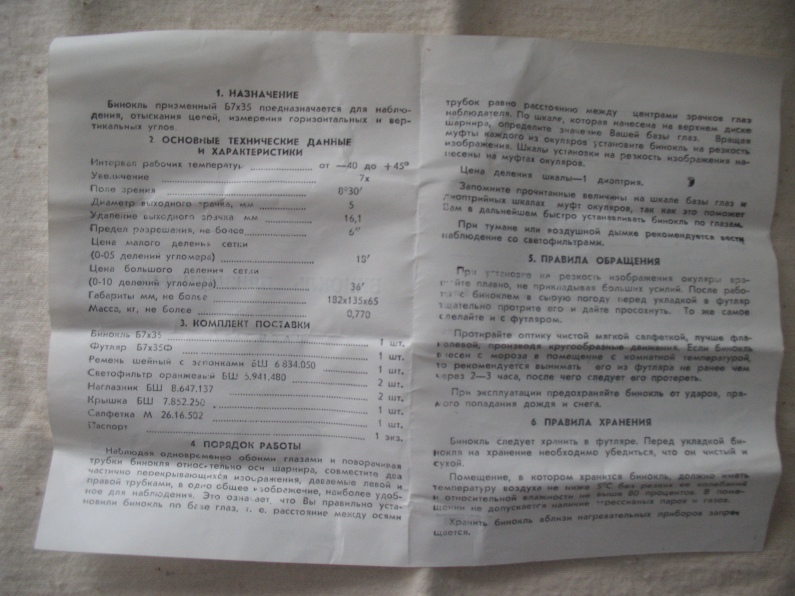 1. НАЗНАЧЕНИЕ
Бинокль призменный Б7х35 предназначается для наблю-
дения, отыскания целей, измерения горизонтальных и вер-
тикальных углов.
2. ОСНОВНЫЕ ТЕХНИЧЕСКИЕ ДАННЫЕ
И ХАРАКТЕРИСТИКИ
Интервал рабочих температур от —40 до +45°
Увеличение 7х
Поле зрения 8°30′
Диаметр выходного зрачка, мм 5
Удаление выходного зрачка мм 16,1
Предел разрешения, не более 6″
Цена малого деления сетки
(0-05 делений угломера) 18′
Цена большого деления сетки
(0-10 делений угломера) 36′
Габариты мм, не более 182х135х65
Масса, кг, не более 0,770
3. КОМПЛЕКТ ПОСТАВКИ
Бинокль Б7х35 1 шт.
Футляр Б7х35Ф 1 шт.
Ремень шейный с эспонками БШ 6 834.050 1 шт.
Светофильтр оранжевый БШ 5.941.480 2 шт.
Наглазник БШ 8.647.137 2 шт.
Крышка БШ 7.852.250 1 шт.
Салфетка М 26.16.502 1 шт.
Паспорт 1 экз.
4 ПОРЯДОК РАБОТЫ
Наблюдая одновременно обоими глазами и поворачивая
трубки бинокля относительно оси шарнира, совместите два
частично перекрывающихся изображения, даваемые левой и
правой трубками, в одно общее изображение, наиболее удоб-
ное для наблюдения. Это означает что Вы правильно уста-
новили бинокль по базе глаз, т. е. расстояние между осями
трубок равно расстоянию между центрами зрачков глаз
наблюдателя. По шкале, которая нанесена на верхнем диске
шарнира, определите значение Вашей базы глаз. Вращая
муфты каждого из окуляров установите бинокль на резкость
изображения. Шкалы установки на резкость изображения на-
несены на муфтах окуляров.
Цена деления шкалы—1 диоптрия.
Запомните прочитанные величины на шкале базы глаз и
диоптрийных шкалах муфт окуляров, так как это поможет
Вам в дальнейшем быстро устанавливать бинокль по глазам.
При тумане или воздушной дымке рекомендуется вести
наблюдение со светофильтрами.
5. ПРАВИЛА ОБРАЩЕНИЯ
При установке на резкость изображения окуляры вра-
щайте плавно, не прикладывая больших усилий. После рабо-
ты с биноклем в сырую погоду перед укладкой в футляр
тщательно протрите его и дайте просохнуть. То же самое
сделайте и с футляром.
Протирайте оптику чистой мягкой салфеткой, лучше фла-
нелевой, производя кругообразные движения. Если бинокль
внесен с мороза в помещение с комнатной температурой,
то рекомендуется вынимать его из футляра не ранее чем
через 2—3 часа, после чего следует его протереть.
При эксплуатации предохраняйте бинокль от ударов, пря-
мого попадания дождя и снега.
6 ПРАВИЛА ХРАНЕНИЯ
Бинокль следует хранить в футляре. Перед укладкой би-
нокля на хранение необходимо убедиться, что он чистый и
сухой.
Помещение, в котором хранится бинокль, должно иметь
температуру воздуха не ниже 5°С без резких ее колебаний
и относительной влажности не выше 80 процентов. В поме-
щении не допускается наличие агрессивных паров и газов.
Хранить бинокль вблизи нагревательных приборов запре-
щается.